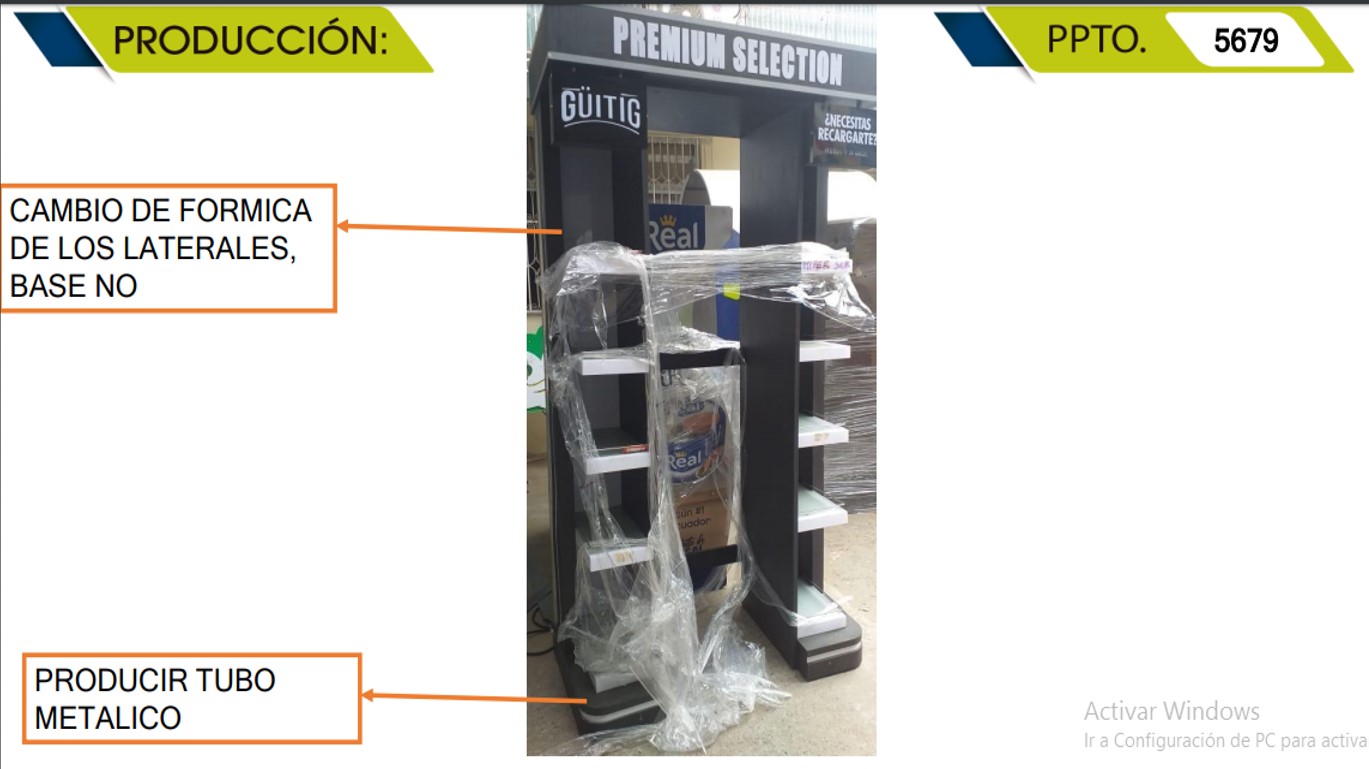 PRODUCCIÓN:
PPTO. 5679
PREMIUM SELECTION
GÜITIG
¿NECESITAS
RECARGARTE?
CAMBIO DE FORMICA
DE LOS LATERALES,
BASE NO
Real
Real
PRODUCIR TUBO
METALICO
Activar Windows
Ir a Configuración de PC para activa